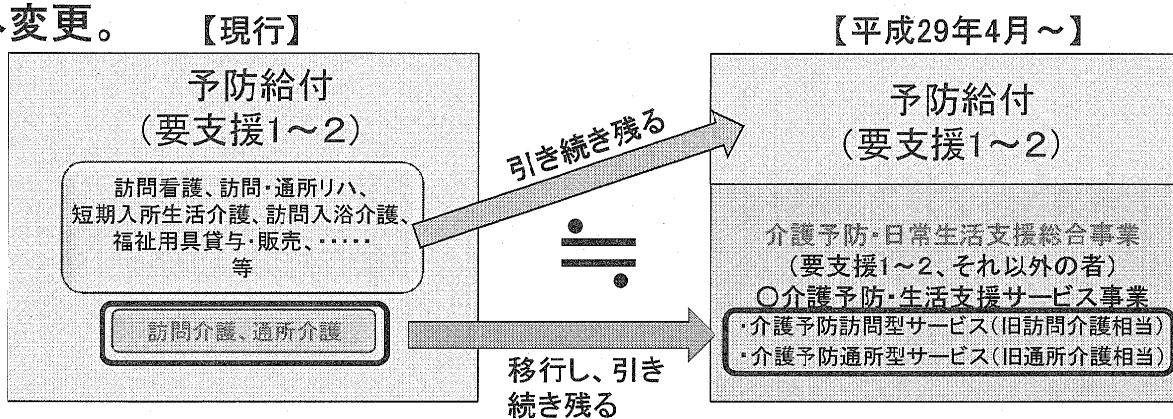 へ変更。
【現行】
予防給付
(要支援1~2)
訪問看護、訪問・通所リハ、
短期入所生活介護、訪問入浴介護、
福祉用具貸与・販売、・・・・・
等
訪問介護、通所介護
引き続き残る
≒
移行し、引き
続き残る
【平成29年4月~】
予防給付
(要支援1~2)
介護予防・日常生活支援総合事業
(要支援1~2、それ以外の者)
○介護予防・生活支援サービス事業
・介護予防訪問型サービス(旧訪問介護相当)
・介護予防通所型サービス(旧通所介護相当)